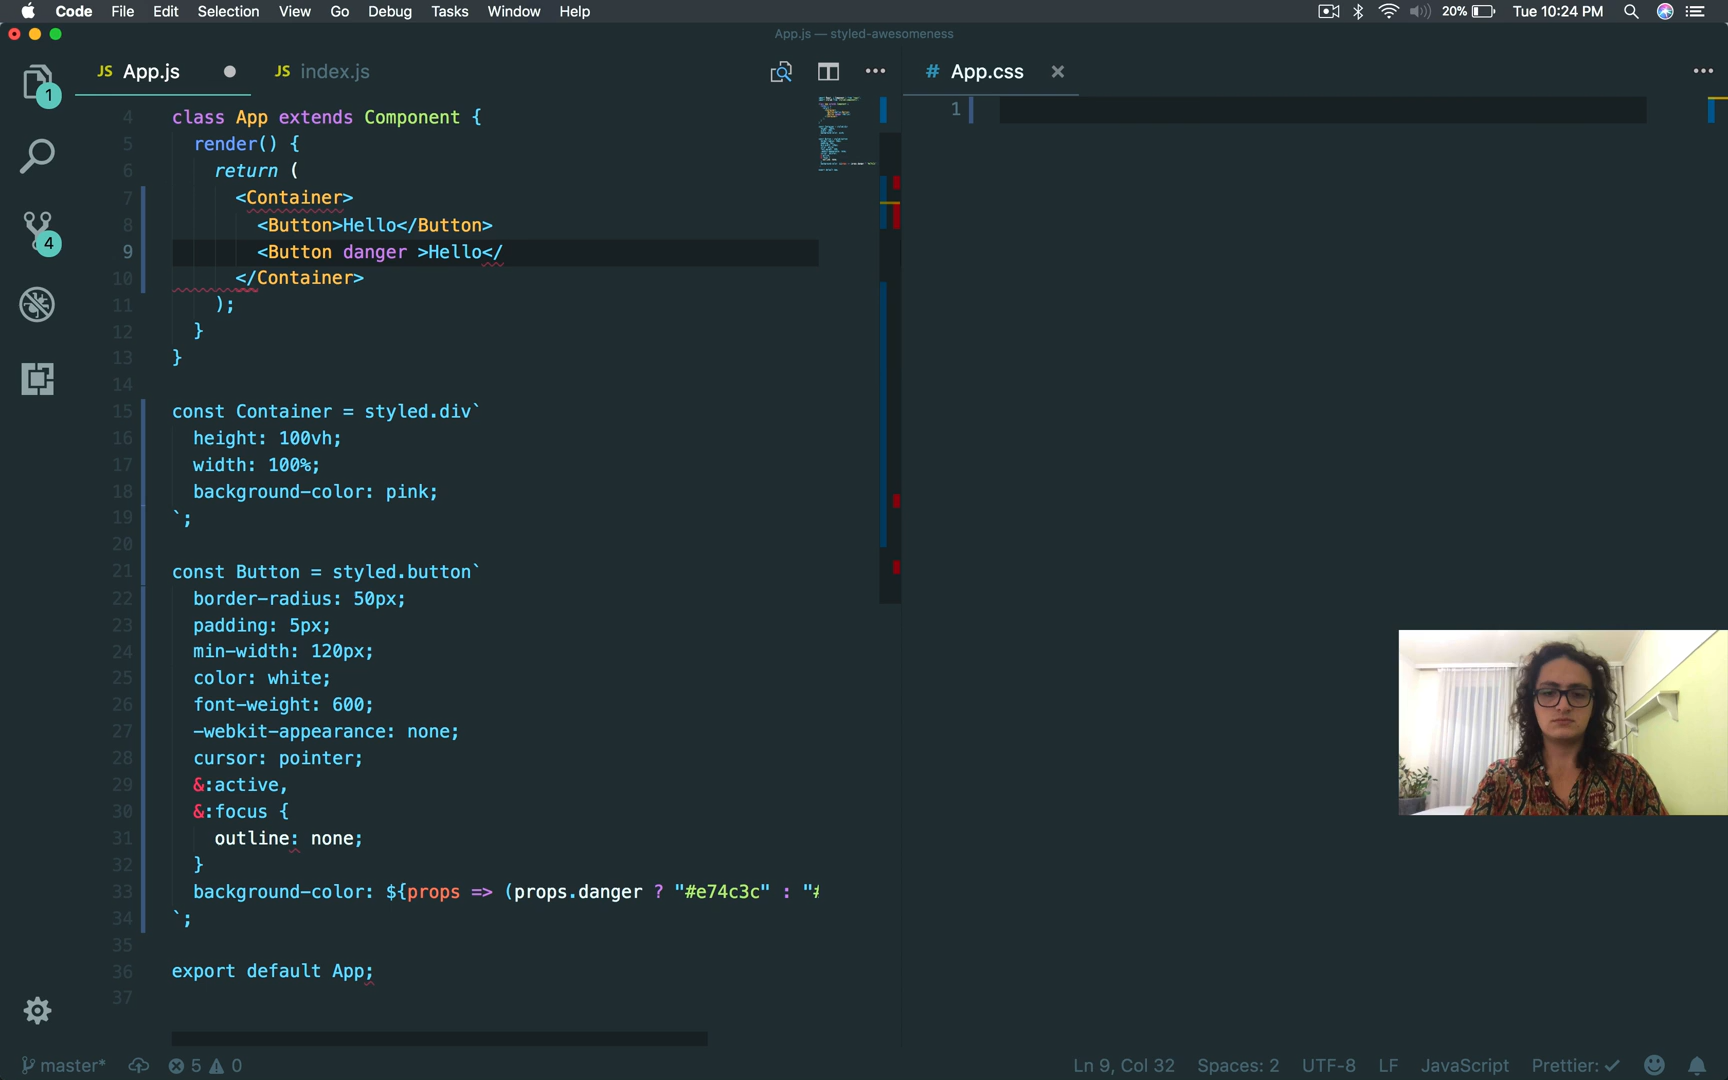 Code File Edit Selection View Go Debug Tasks Window Help 20% Tue 10:24 PM
App.js — styled-awesomeness
JS App.js JS index.js # App.css
1
4
4 class App extends Component {
5 render() {
6 return (
7 <Container>
8 <Button>Hello</Button>
9 <Button danger >Hello</
10 </Container>
11 );
12 }
13 }
14
15 const Container = styled.div`
16 height: 100vh;
17 width: 100%;
18 background-color: pink;
19 `;
20
21 const Button = styled.button`
22 border-radius: 50px;
23 padding: 5px;
24 min-width: 120px;
25 color: white;
26 font-weight: 600;
27 -webkit-appearance: none;
28 cursor: pointer;
29 &:active,
30 &:focus {
31 outline: none;
32 }
33 background-color: ${props => (props.danger ? "#e74c3c" : "#
34 `;
35
36 export default App;
37
1
master* 5 0 Ln 9, Col 32 Spaces: 2 UTF-8 LF JavaScript Prettier: ✓